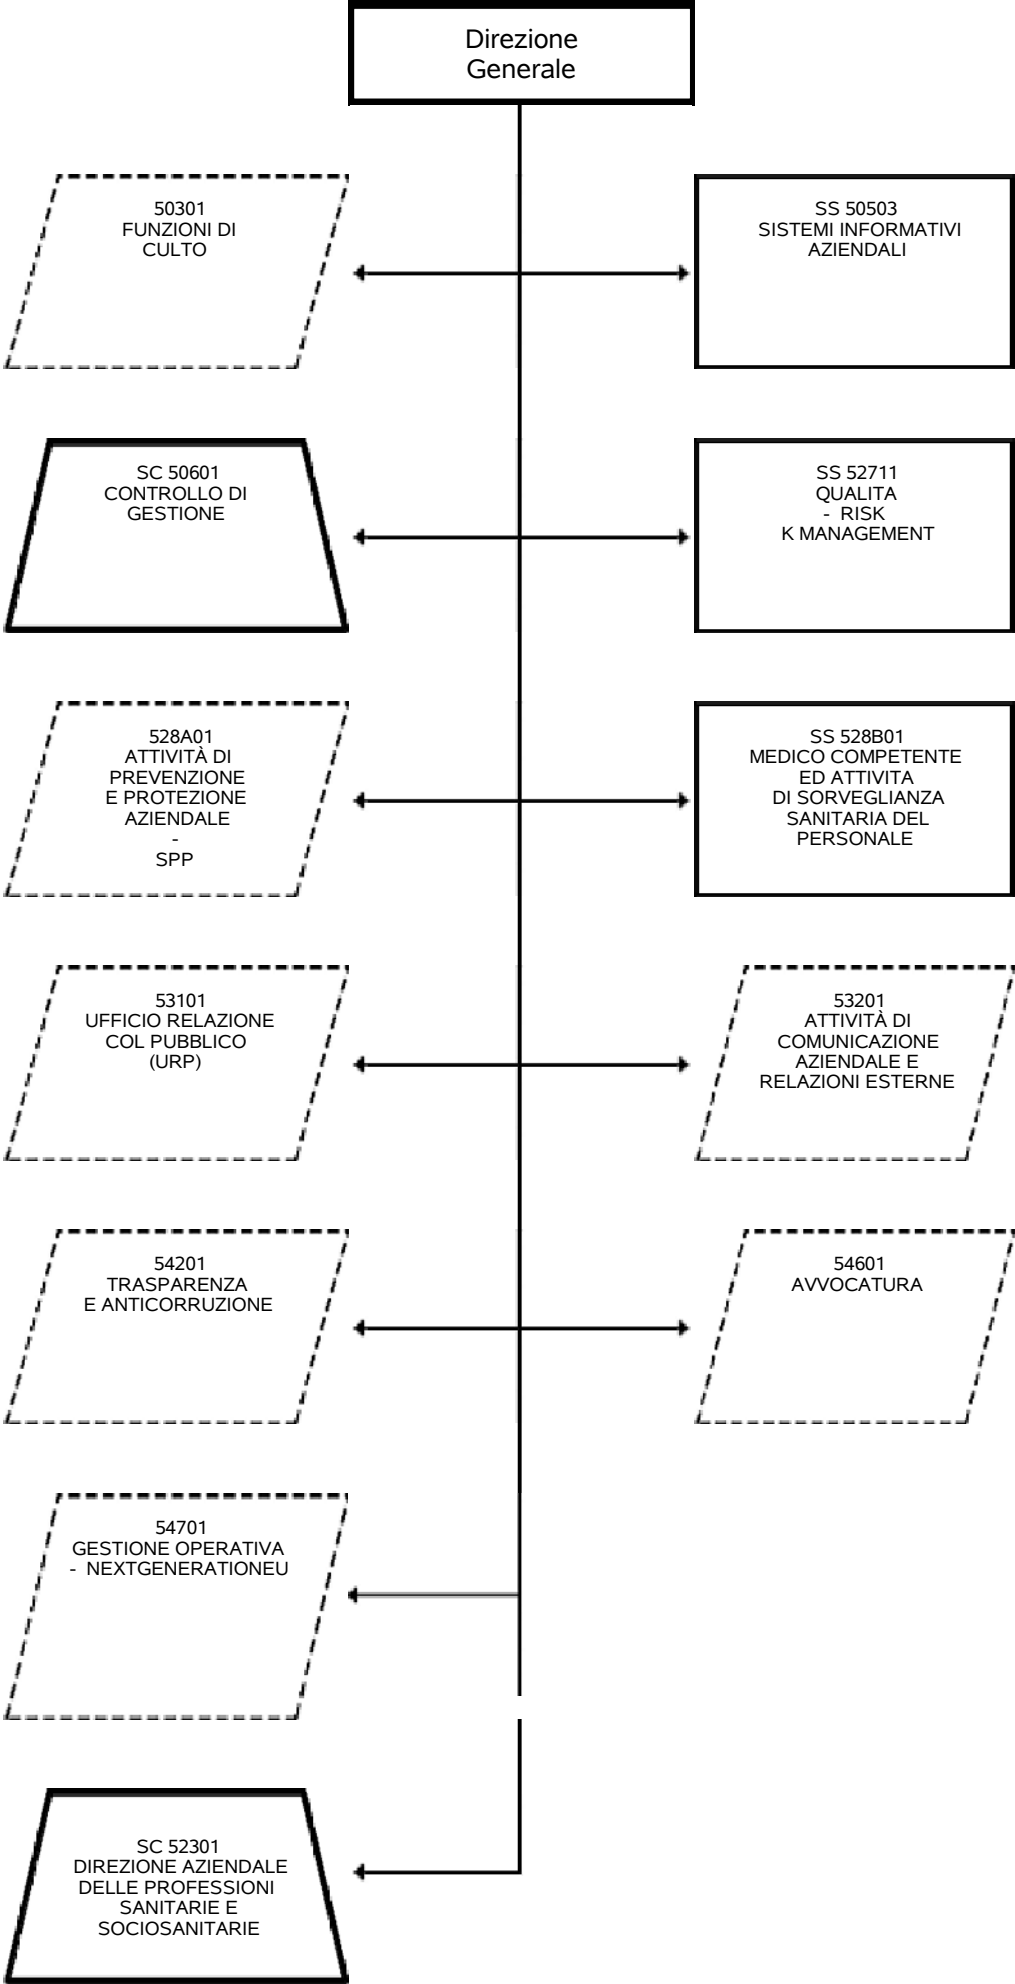 Direzione
Generale
50301
FUNZIONI DI
CULTO
SS 50503
SISTEMI INFORMATIVI
AZIENDALI
SC 50601
CONTROLLO DI
GESTIONE
SS 52711
QUALITA
- RISK
K MANAGEMENT
528A01
ATTIVITÀ DI
PREVENZIONE
E PROTEZIONE
AZIENDALE
-
SPP
SS 528B01
MEDICO COMPETENTE
ED ATTIVITA
DI SORVEGLIANZA
SANITARIA DEL
PERSONALE
53101
UFFICIO RELAZIONE
COL PUBBLICO
(URP)
53201
ATTIVITÀ DI
COMUNICAZIONE
AZIENDALE E
RELAZIONI ESTERNE
54201
TRASPARENZA
E ANTICORRUZIONE
54601
AVVOCATURA
54701
GESTIONE OPERATIVA
- NEXTGENERATIONEU
SC 52301
DIREZIONE AZIENDALE
DELLE PROFESSIONI
SANITARIE E
SOCIOSANITARIE